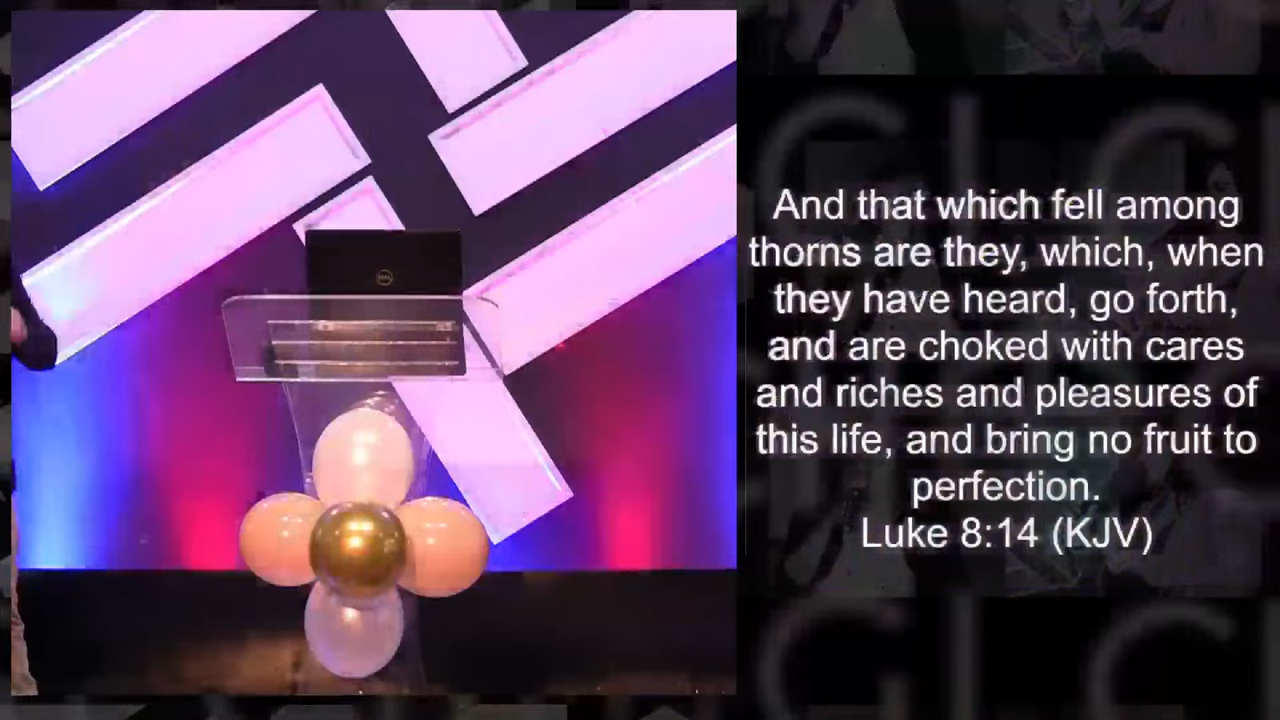 And that which fell among
thorns are they, which, when
they have heard, go forth,
and are choked with cares
and riches and pleasures of
this life, and bring no fruit to
perfection.
Luke 8:14 (KJV)
DELL